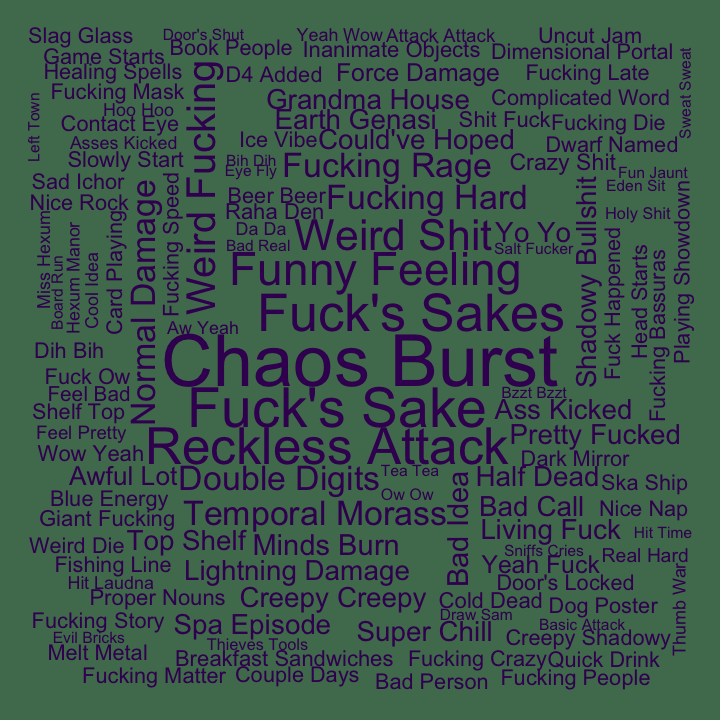 Slag Glass
Door's Shut
Yeah Wow
Attack Attack
Uncut Jam
Game Starts
Book People
Inanimate Objects
Dimensional Portal
Healing Spells
D4 Added
Force Damage
Fucking Late
Fucking Mask
Grandma House
Complicated Word
Sweat Sweat
Hoo Hoo
Earth Genasi
Shit Fuck
Fucking Die
Contact Eye
Left Town
Asses Kicked
Ice Vibe
Could've Hoped
Dwarf Named
Slowly Start
Bih Dih
Eye Fly
Fucking Rage
Crazy Shit
Fun Jaunt
Sad Ichor
Weird Fucking
Eden Sit
Nice Rock
Beer Beer
Fucking Hard
Raha Den
Holy Shit
Fucking Speed
Da Da
Weird Shit
Yo Yo
Bad Real
Salt Fucker
Miss Hexum
Board Run
Hexum Manor
Cool Idea
Card Playing
Normal Damage
Funny Feeling
Shadowy Bullshit
Fuck Happened
Head Starts
Fucking Bassuras
Playing Showdown
Fuck's Sakes
Aw Yeah
Dih Bih
Chaos Burst
Fuck Ow
Feel Bad
Bzzt Bzzt
Shelf Top
Fuck's Sake
Ass Kicked
Feel Pretty
Reckless Attack
Pretty Fucked
Wow Yeah
Dark Mirror
Awful Lot
Double Digits
Tea Tea
Half Dead
Ska Ship
Blue Energy
Ow Ow
Bad Idea
Bad Call
Nice Nap
Giant Fucking
Temporal Morass
Living Fuck
Hit Time
Weird Die
Top Shelf
Minds Burn
Sniffs Cries
Real Hard
Fishing Line
Lightning Damage
Yeah Fuck
Hit Laudna
Door's Locked
Proper Nouns
Creepy Creepy
Cold Dead
Dog Poster
Thumb War
Draw Sam
Fucking Story
Spa Episode
Super Chill
Basic Attack
Evil Bricks
Creepy Shadowy
Thieves Tools
Melt Metal
Breakfast Sandwiches
Fucking Crazy
Quick Drink
Fucking Matter
Couple Days
Bad Person
Fucking People